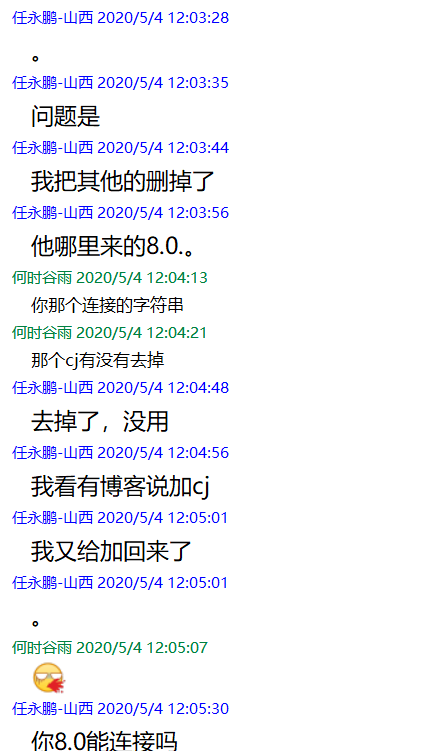 任永鹏-山西 2020/5/4 12:03:28
。
任永鹏-山西 2020/5/4 12:03:35
问题是
任永鹏-山西 2020/5/4 12:03:44
我把其他的删掉了
任永鹏-山西 2020/5/4 12:03:56
他哪里来的8.0.。
何时谷雨 2020/5/4 12:04:13
你那个连接的字符串
何时谷雨 2020/5/4 12:04:21
那个cj有没有去掉
任永鹏-山西 2020/5/4 12:04:48
去掉了，没用
任永鹏-山西 2020/5/4 12:04:56
我看有博客说加cj
任永鹏-山西 2020/5/4 12:05:01
我又给加回来了
任永鹏-山西 2020/5/4 12:05:01
。
何时谷雨 2020/5/4 12:05:07
任永鹏-山西 2020/5/4 12:05:30
你8.0能连接吗